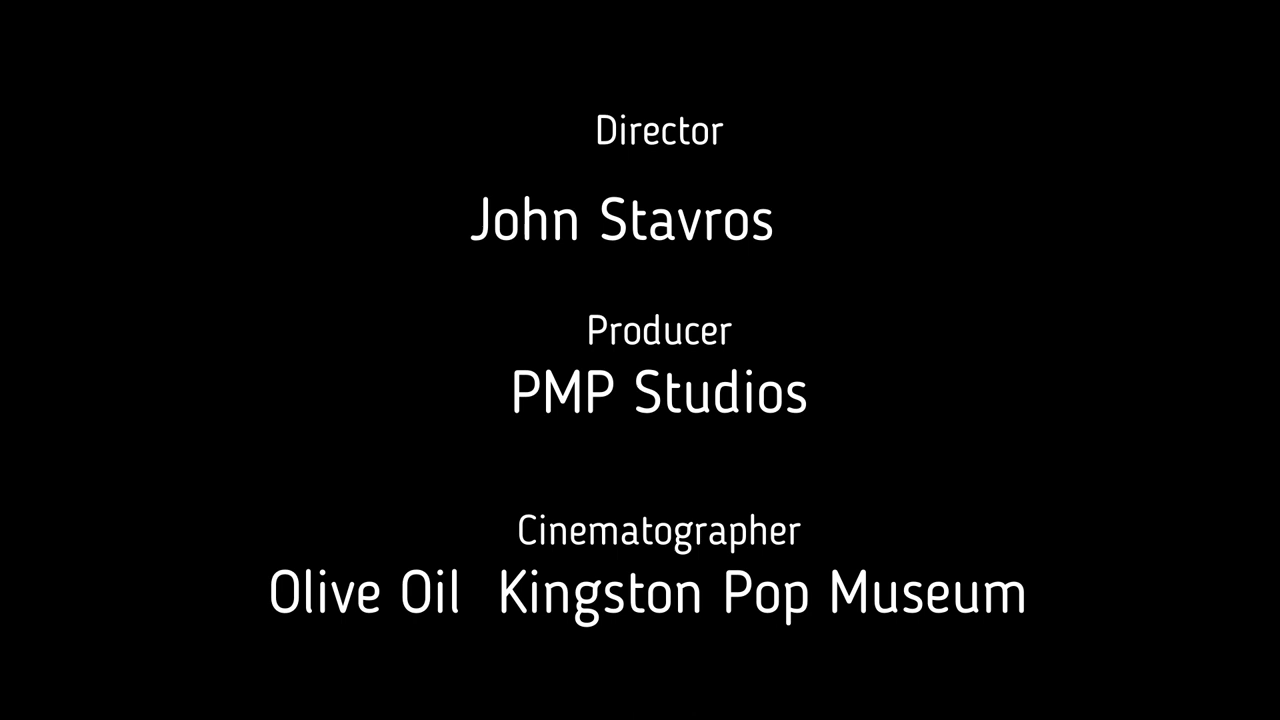 Director
John Stavros
Producer
PMP Studios
Cinematographer
Olive Oil  Kingston Pop Museum